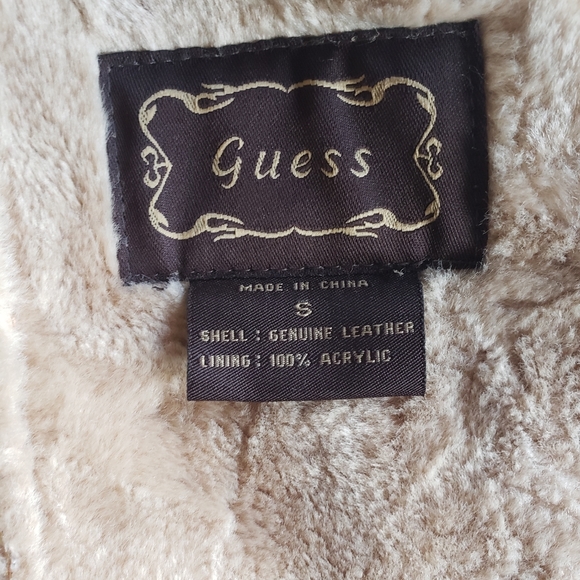 Guess
MADE IN CHINA
S
SHELL : GENUINE LEATHER
LINING : 100% ACRYLIC